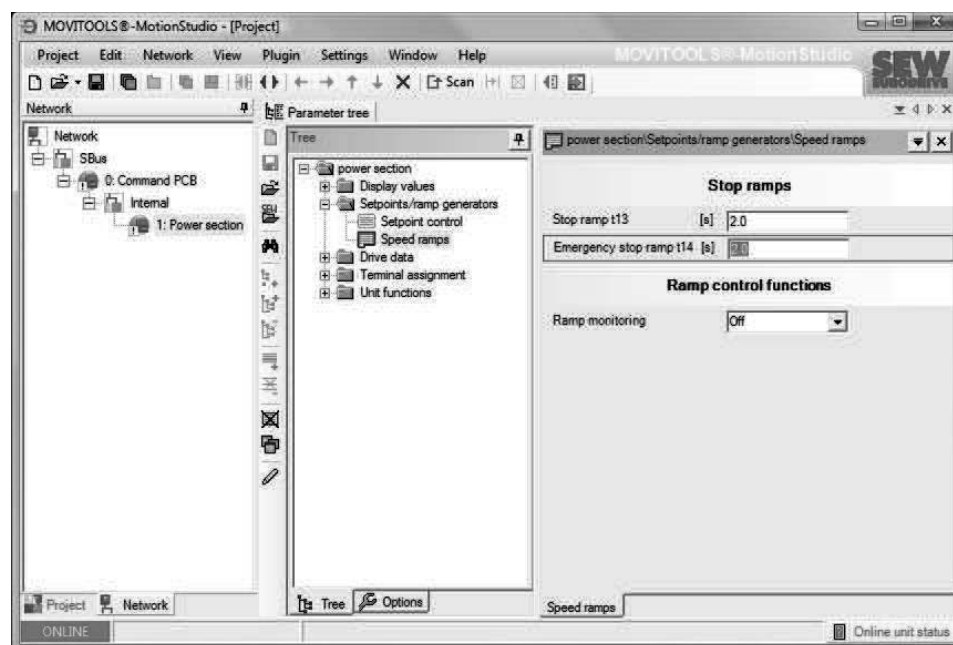 MOVITOOLS®-MotionStudio - [Project]
Project Edit Network View Plugin Settings Window Help
MOVITOOLS®-MotionStudio
SEW
EURODRIVE
Scan
Network
Parameter tree
Network
SBus
0: Command PCB
Internal
1: Power section
Tree
power section
Display values
Setpoints/ramp generators
Setpoint control
Speed ramps
Drive data
Terminal assignment
Unit functions
power section\Setpoints/ramp generators\Speed ramps
Stop ramps
Stop ramp t13 [s] 2.0
Emergency stop ramp t14 [s] 2.0
Ramp control functions
Ramp monitoring Off
Project Network
Tree Options
Speed ramps
ONLINE
Online unit status